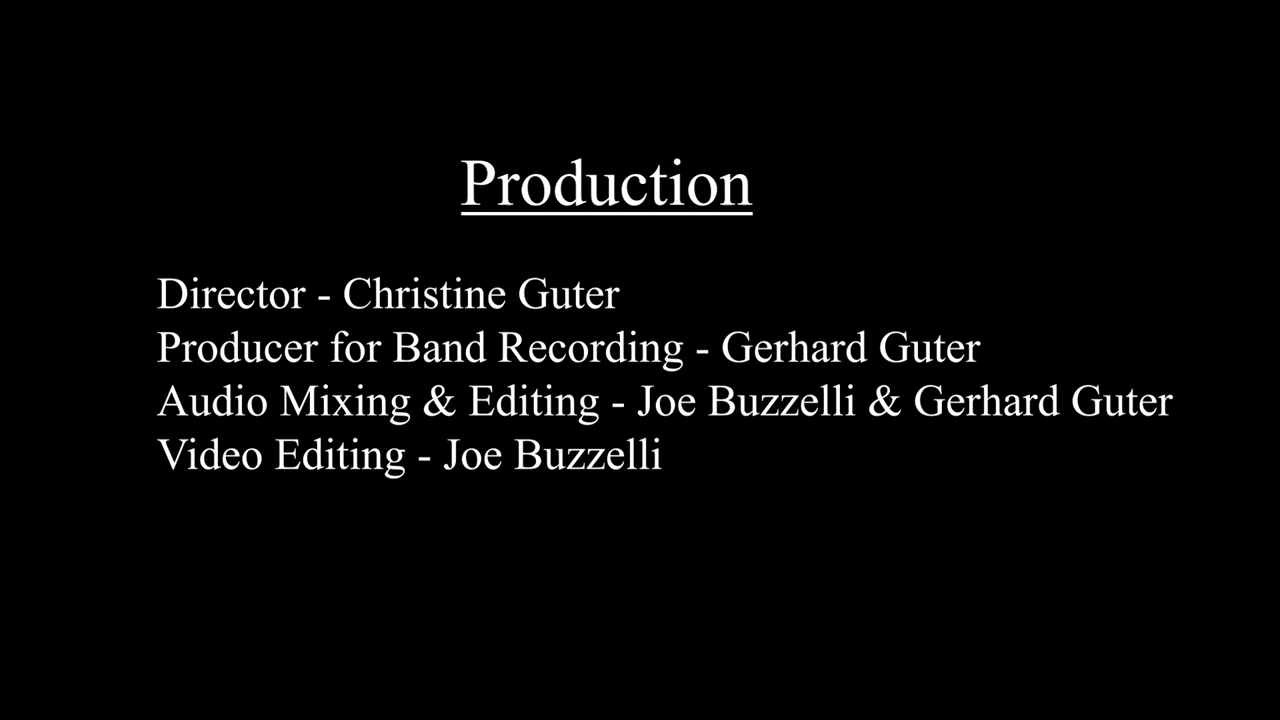 Production
Director - Christine Guter
Producer for Band Recording - Gerhard Guter
Audio Mixing & Editing - Joe Buzzelli & Gerhard Guter
Video Editing - Joe Buzzelli